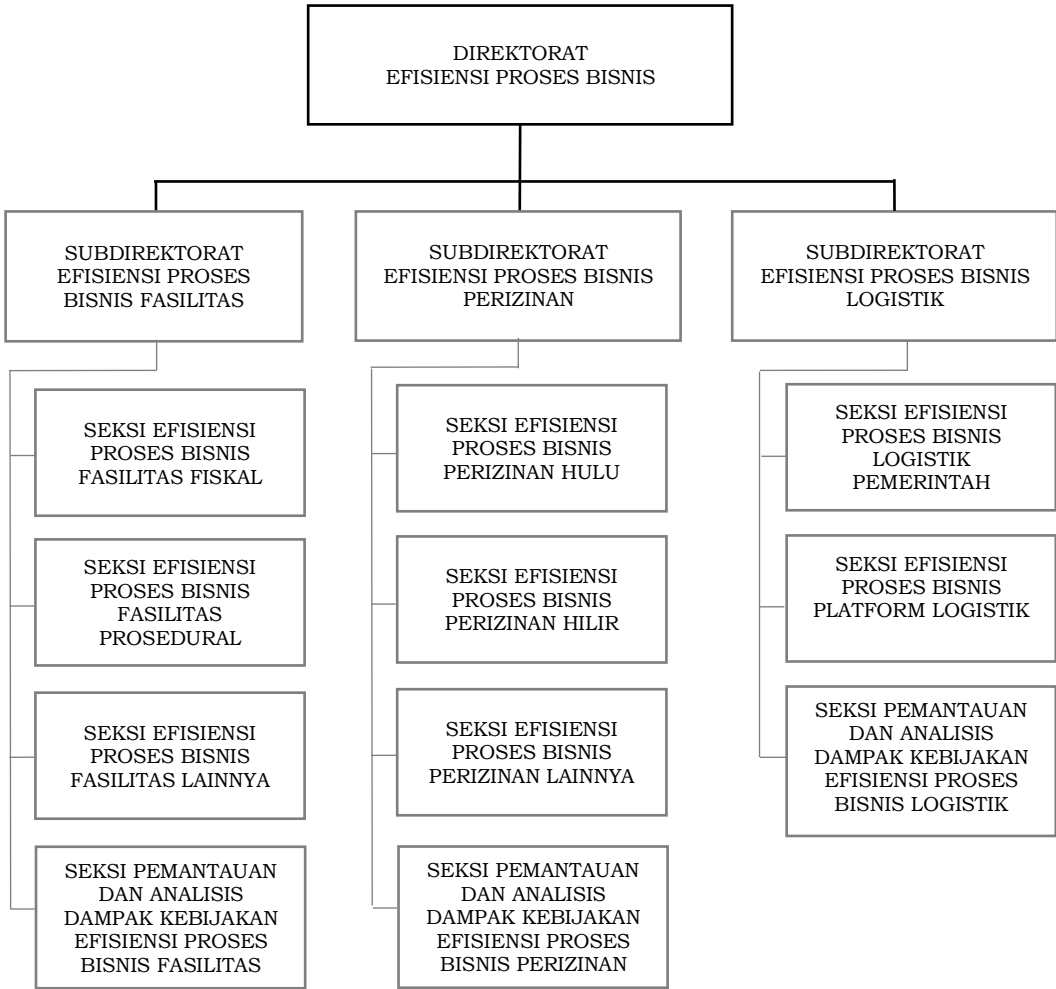 DIREKTORAT
EFISIENSI PROSES BISNIS
SUBDIREKTORAT
EFISIENSI PROSES
BISNIS FASILITAS
SUBDIREKTORAT
EFISIENSI PROSES BISNIS
PERIZINAN
SUBDIREKTORAT
EFISIENSI PROSES BISNIS
LOGISTIK
SEKSI EFISIENSI
PROSES BISNIS
FASILITAS FISKAL
SEKSI EFISIENSI
PROSES BISNIS
FASILITAS
PROSEDURAL
SEKSI EFISIENSI
PROSES BISNIS
FASILITAS LAINNYA
SEKSI PEMANTAUAN
DAN ANALISIS
DAMPAK KEBIJAKAN
EFISIENSI PROSES
BISNIS FASILITAS
SEKSI EFISIENSI
PROSES BISNIS
PERIZINAN HULU
SEKSI EFISIENSI
PROSES BISNIS
PERIZINAN HILIR
SEKSI EFISIENSI
PROSES BISNIS
PERIZINAN LAINNYA
SEKSI PEMANTAUAN
DAN ANALISIS
DAMPAK KEBIJAKAN
EFISIENSI PROSES
BISNIS PERIZINAN
SEKSI EFISIENSI
PROSES BISNIS
LOGISTIK
PEMERINTAH
SEKSI EFISIENSI
PROSES BISNIS
PLATFORM LOGISTIK
SEKSI PEMANTAUAN
DAN ANALISIS
DAMPAK KEBIJAKAN
EFISIENSI PROSES
BISNIS LOGISTIK